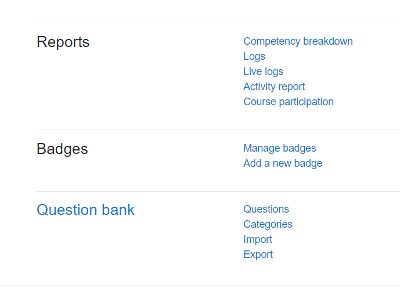 Reports
Competency breakdown
Logs
Live logs
Activity report
Course participation
Badges
Manage badges
Add a new badge
Question bank
Questions
Categories
Import
Export